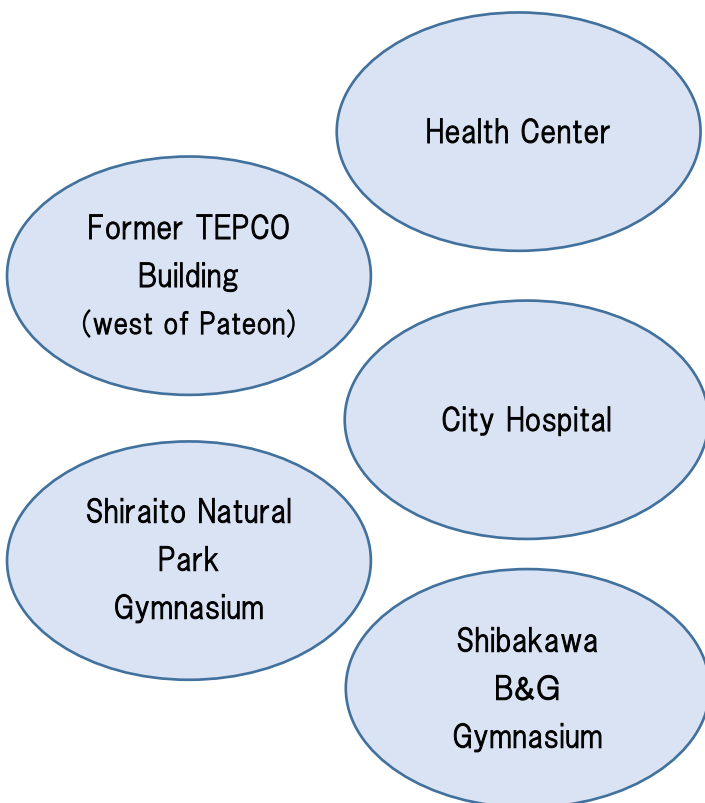 Health Center
Former TEPCO
Building
(west of Pateon)
City Hospital
Shiraito Natural
Park
Gymnasium
Shibakawa
B&G
Gymnasium